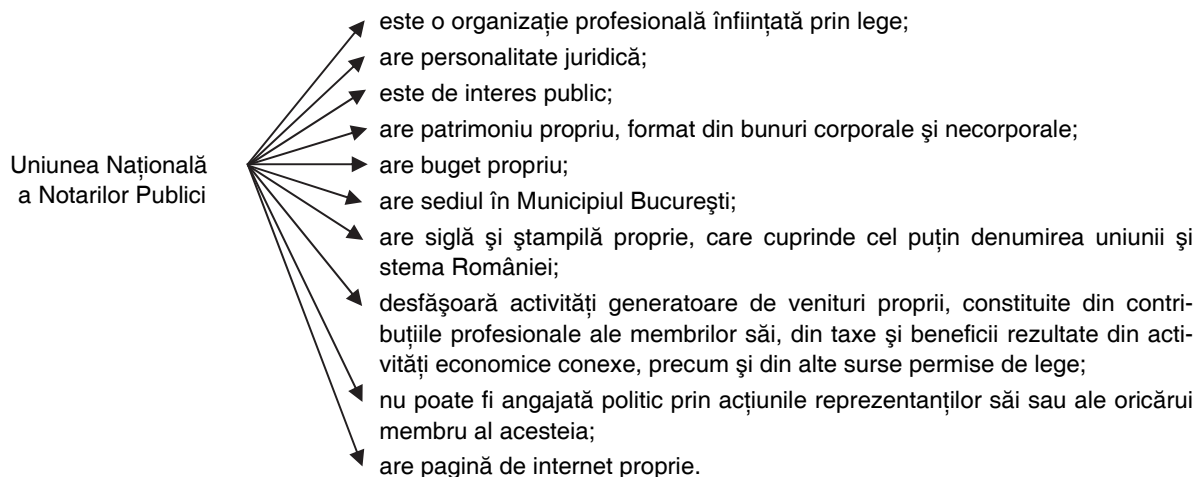 este o organizație profesională înființată prin lege;
are personalitate juridică;
este de interes public;
are patrimoniu propriu, format din bunuri corporale şi necorporale;
Uniunea Națională
a Notarilor Publici
are buget propriu;
are sediul în Municipiul Bucureşti;
are siglă şi ştampilă proprie, care cuprinde cel puțin denumirea uniunii şi
stema României;
desfăşoară activități generatoare de venituri proprii, constituite din contri-
buțiile profesionale ale membrilor săi, din taxe şi beneficii rezultate din acti-
vități economice conexe, precum şi din alte surse permise de lege;
nu poate fi angajată politic prin acțiunile reprezentanților săi sau ale oricărui
membru al acesteia;
are pagină de internet proprie.